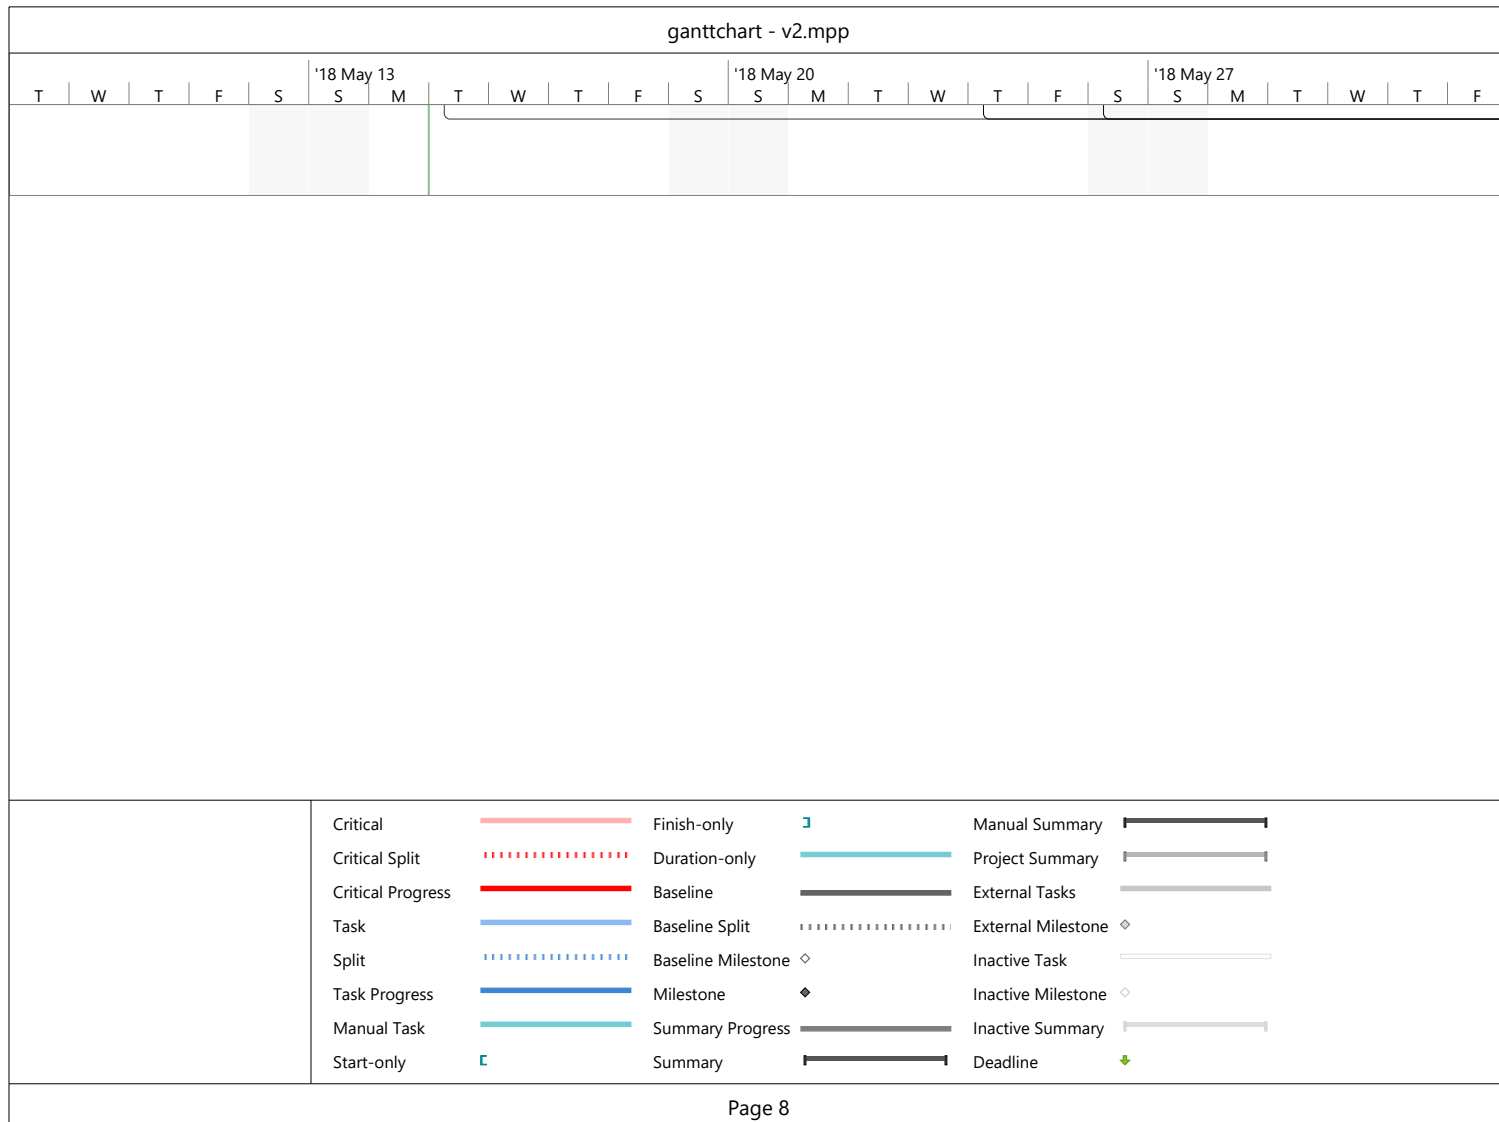 ganttchart - v2.mpp
'18 May 13 '18 May 20 '18 May 27
T W T F S S M T W T F S S M T W T F S S M T W T F
Critical Finish-only Manual Summary
Critical Split Duration-only Project Summary
Critical Progress Baseline External Tasks
Task Baseline Split External Milestone
Split Baseline Milestone Inactive Task
Task Progress Milestone Inactive Milestone
Manual Task Summary Progress Inactive Summary
Start-only Summary Deadline
Page 8